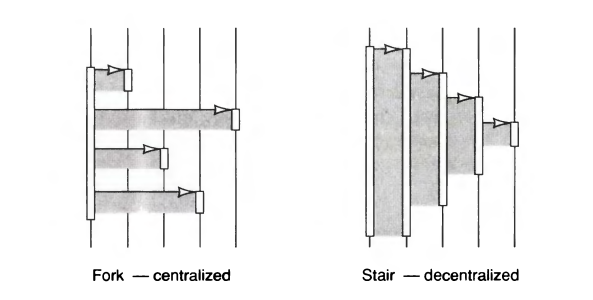 Fork — centralized
Stair — decentralized